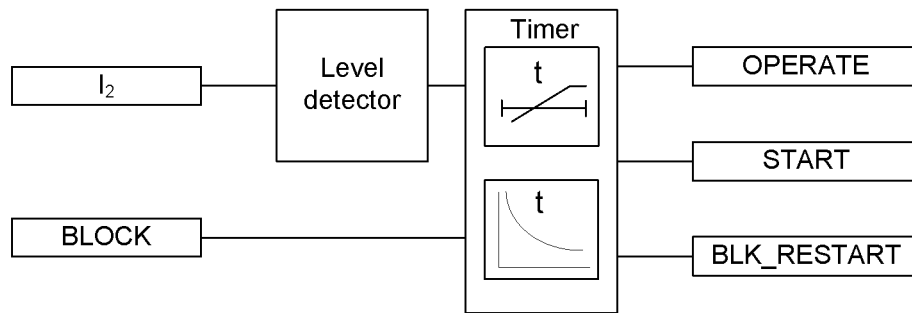 I₂
Level
detector
Timer
t
t
OPERATE
START
BLOCK
BLK_RESTART